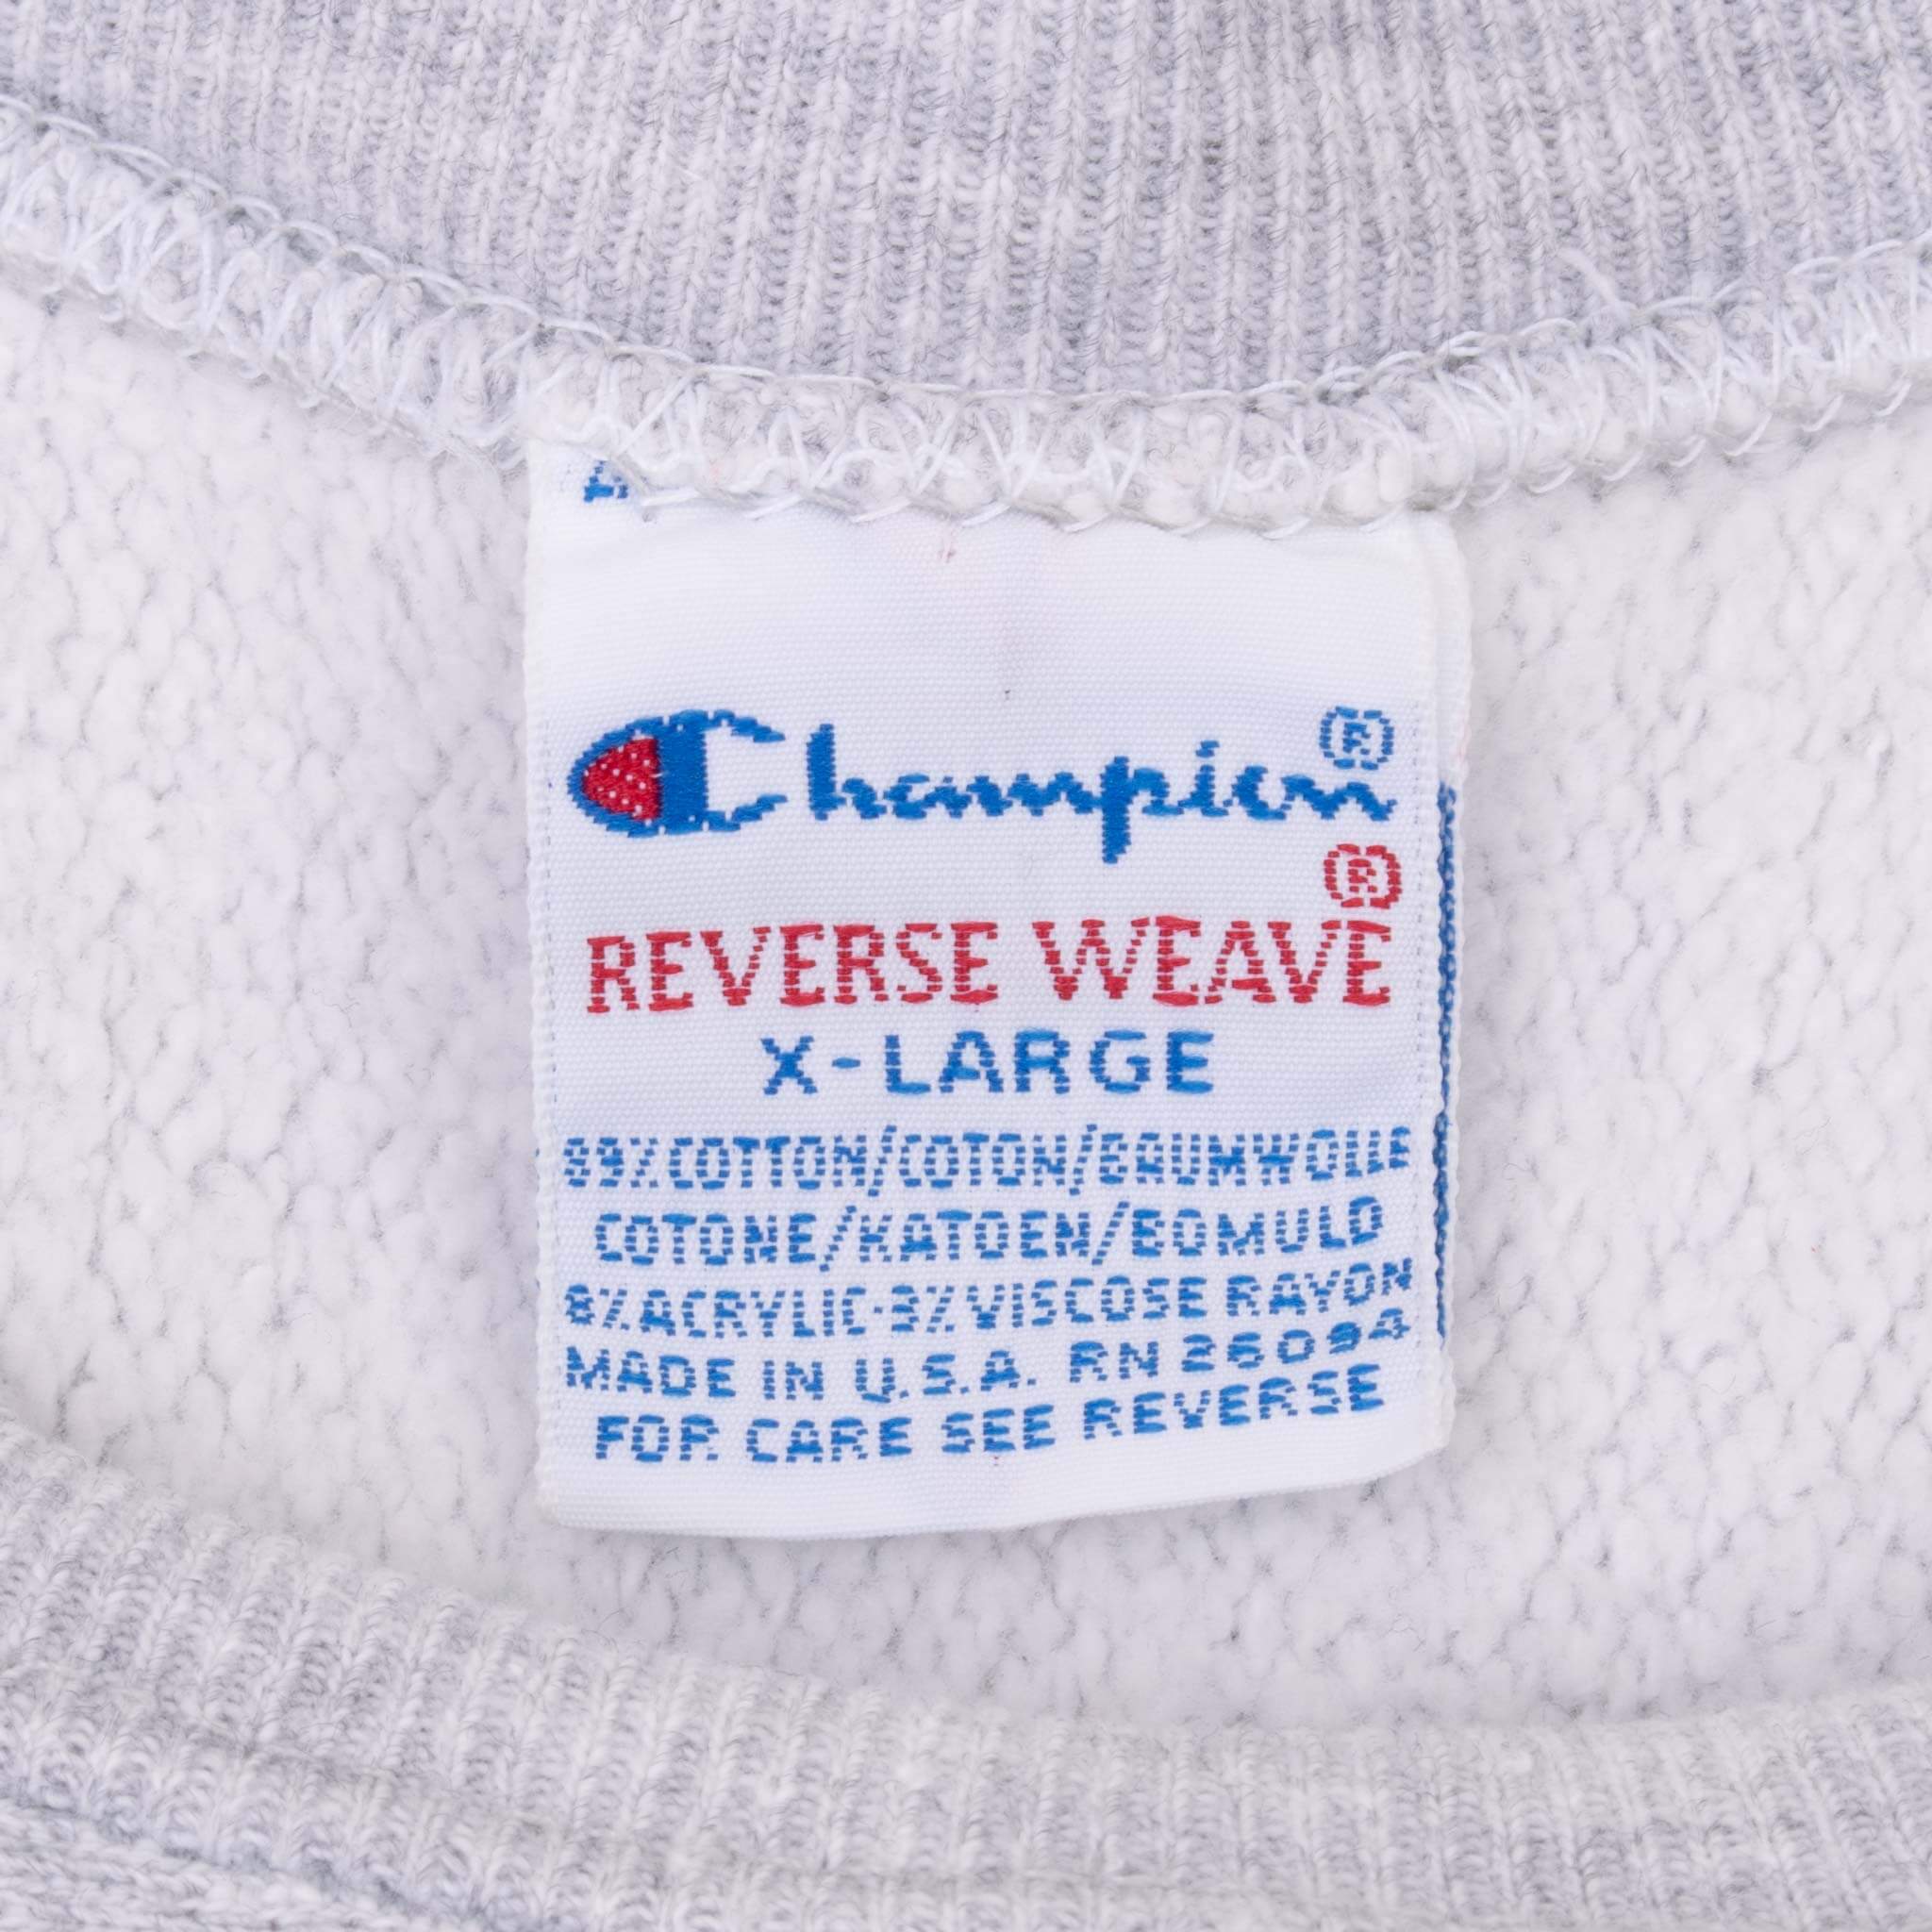 Champion®
®
REVERSE WEAVE
X-LARGE
89%COTTON/COTON/BAUMWOLLE
COTONE/KATOEN/BOMULD
8%ACRYLIC-3%VISCOSE RAYON
MADE IN U.S.A. RN 26094
FOR CARE SEE REVERSE